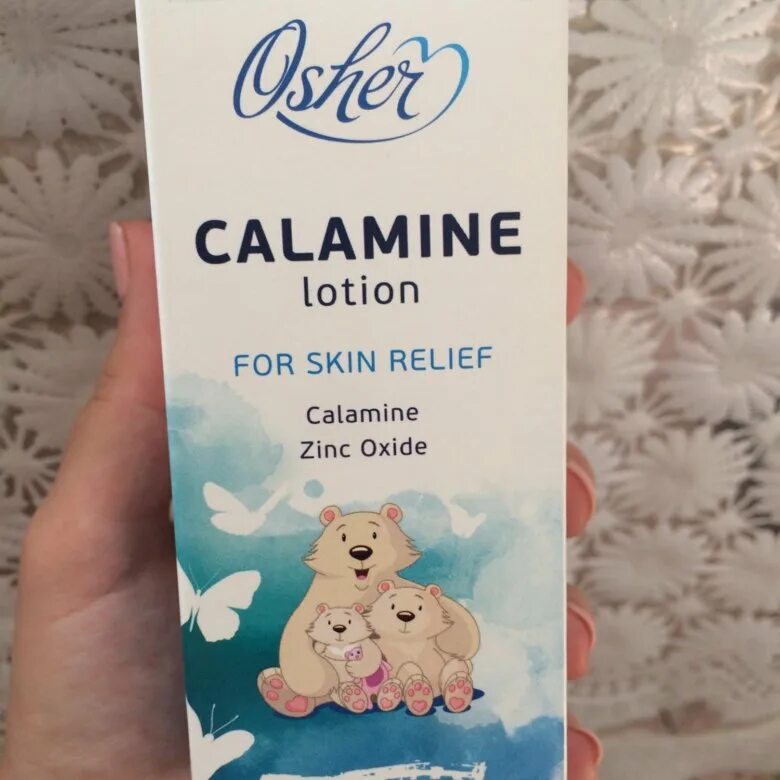 Osher
CALAMINE
lotion
FOR SKIN RELIEF
Calamine
Zinc Oxide